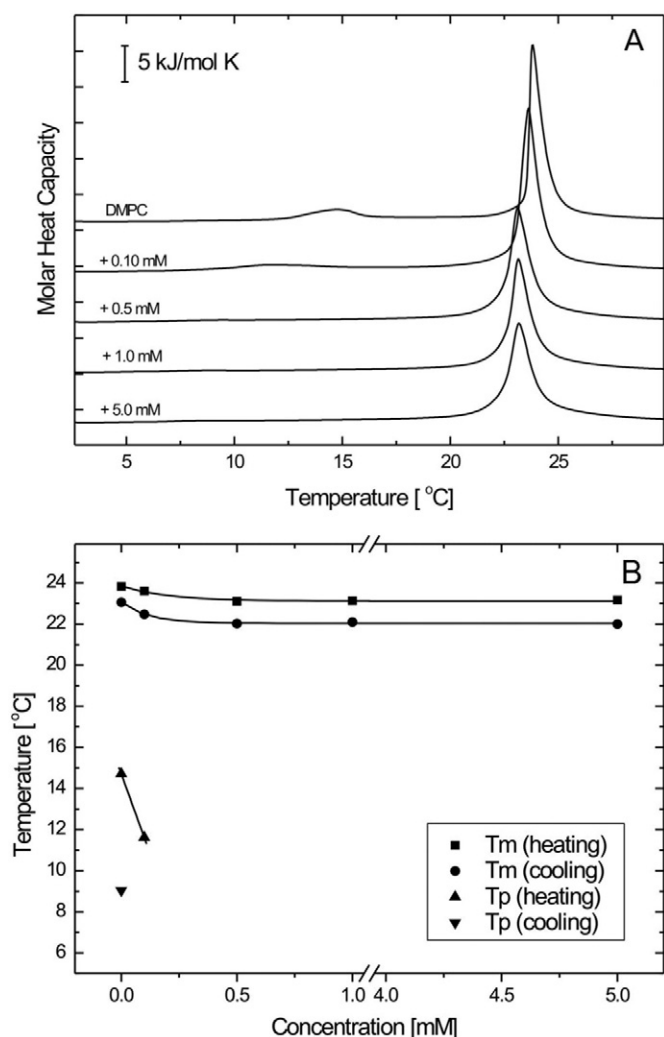 A
5 kJ/mol K
Molar Heat Capacity
DMPC
+ 0.10 mM
+ 0.5 mM
+ 1.0 mM
+ 5.0 mM
5 10 15 20 25
Temperature [ °C]
B
Temperature [°C]
24
22
20
18
16
14
12
10
8
6
Tm (heating)
Tm (cooling)
Tp (heating)
Tp (cooling)
0.0 0.5 1.0 4.0 4.5 5.0
Concentration [mM]